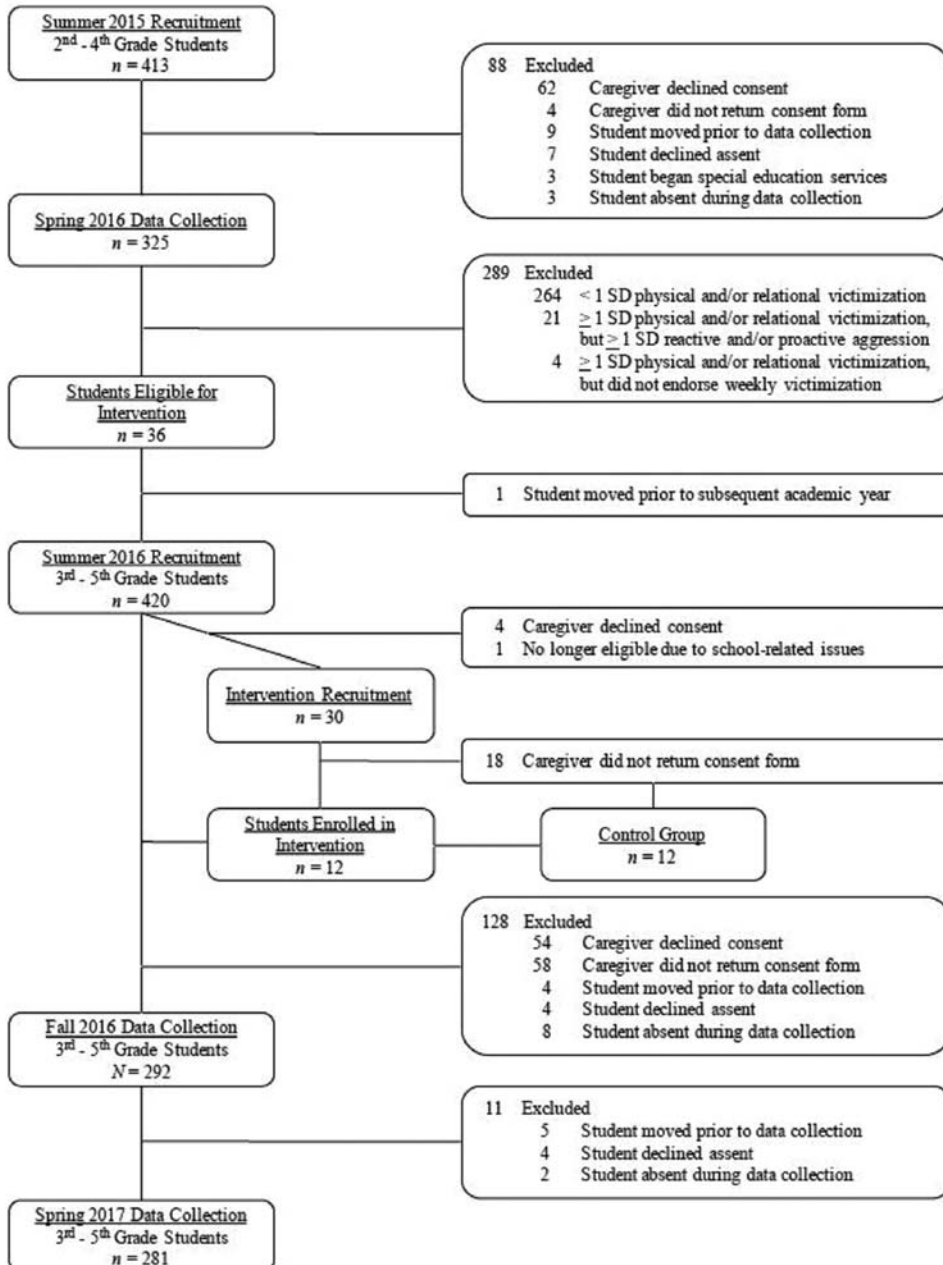 Summer 2015 Recruitment
2nd - 4th Grade Students
n = 413
88 Excluded
62 Caregiver declined consent
4 Caregiver did not return consent form
9 Student moved prior to data collection
7 Student declined assent
3 Student began special education services
3 Student absent during data collection
Spring 2016 Data Collection
n = 325
289 Excluded
264 < 1 SD physical and/or relational victimization
21 ≥ 1 SD physical and/or relational victimization,
but ≥ 1 SD reactive and/or proactive aggression
4 ≥ 1 SD physical and/or relational victimization,
but did not endorse weekly victimization
Students Eligible for
Intervention
n = 36
1 Student moved prior to subsequent academic year
Summer 2016 Recruitment
3rd - 5th Grade Students
n = 420
4 Caregiver declined consent
1 No longer eligible due to school-related issues
Intervention Recruitment
n = 30
18 Caregiver did not return consent form
Students Enrolled in
Intervention
n = 12
Control Group
n = 12
128 Excluded
54 Caregiver declined consent
58 Caregiver did not return consent form
4 Student moved prior to data collection
4 Student declined assent
8 Student absent during data collection
Fall 2016 Data Collection
3rd - 5th Grade Students
N = 292
11 Excluded
5 Student moved prior to data collection
4 Student declined assent
2 Student absent during data collection
Spring 2017 Data Collection
3rd - 5th Grade Students
n = 281